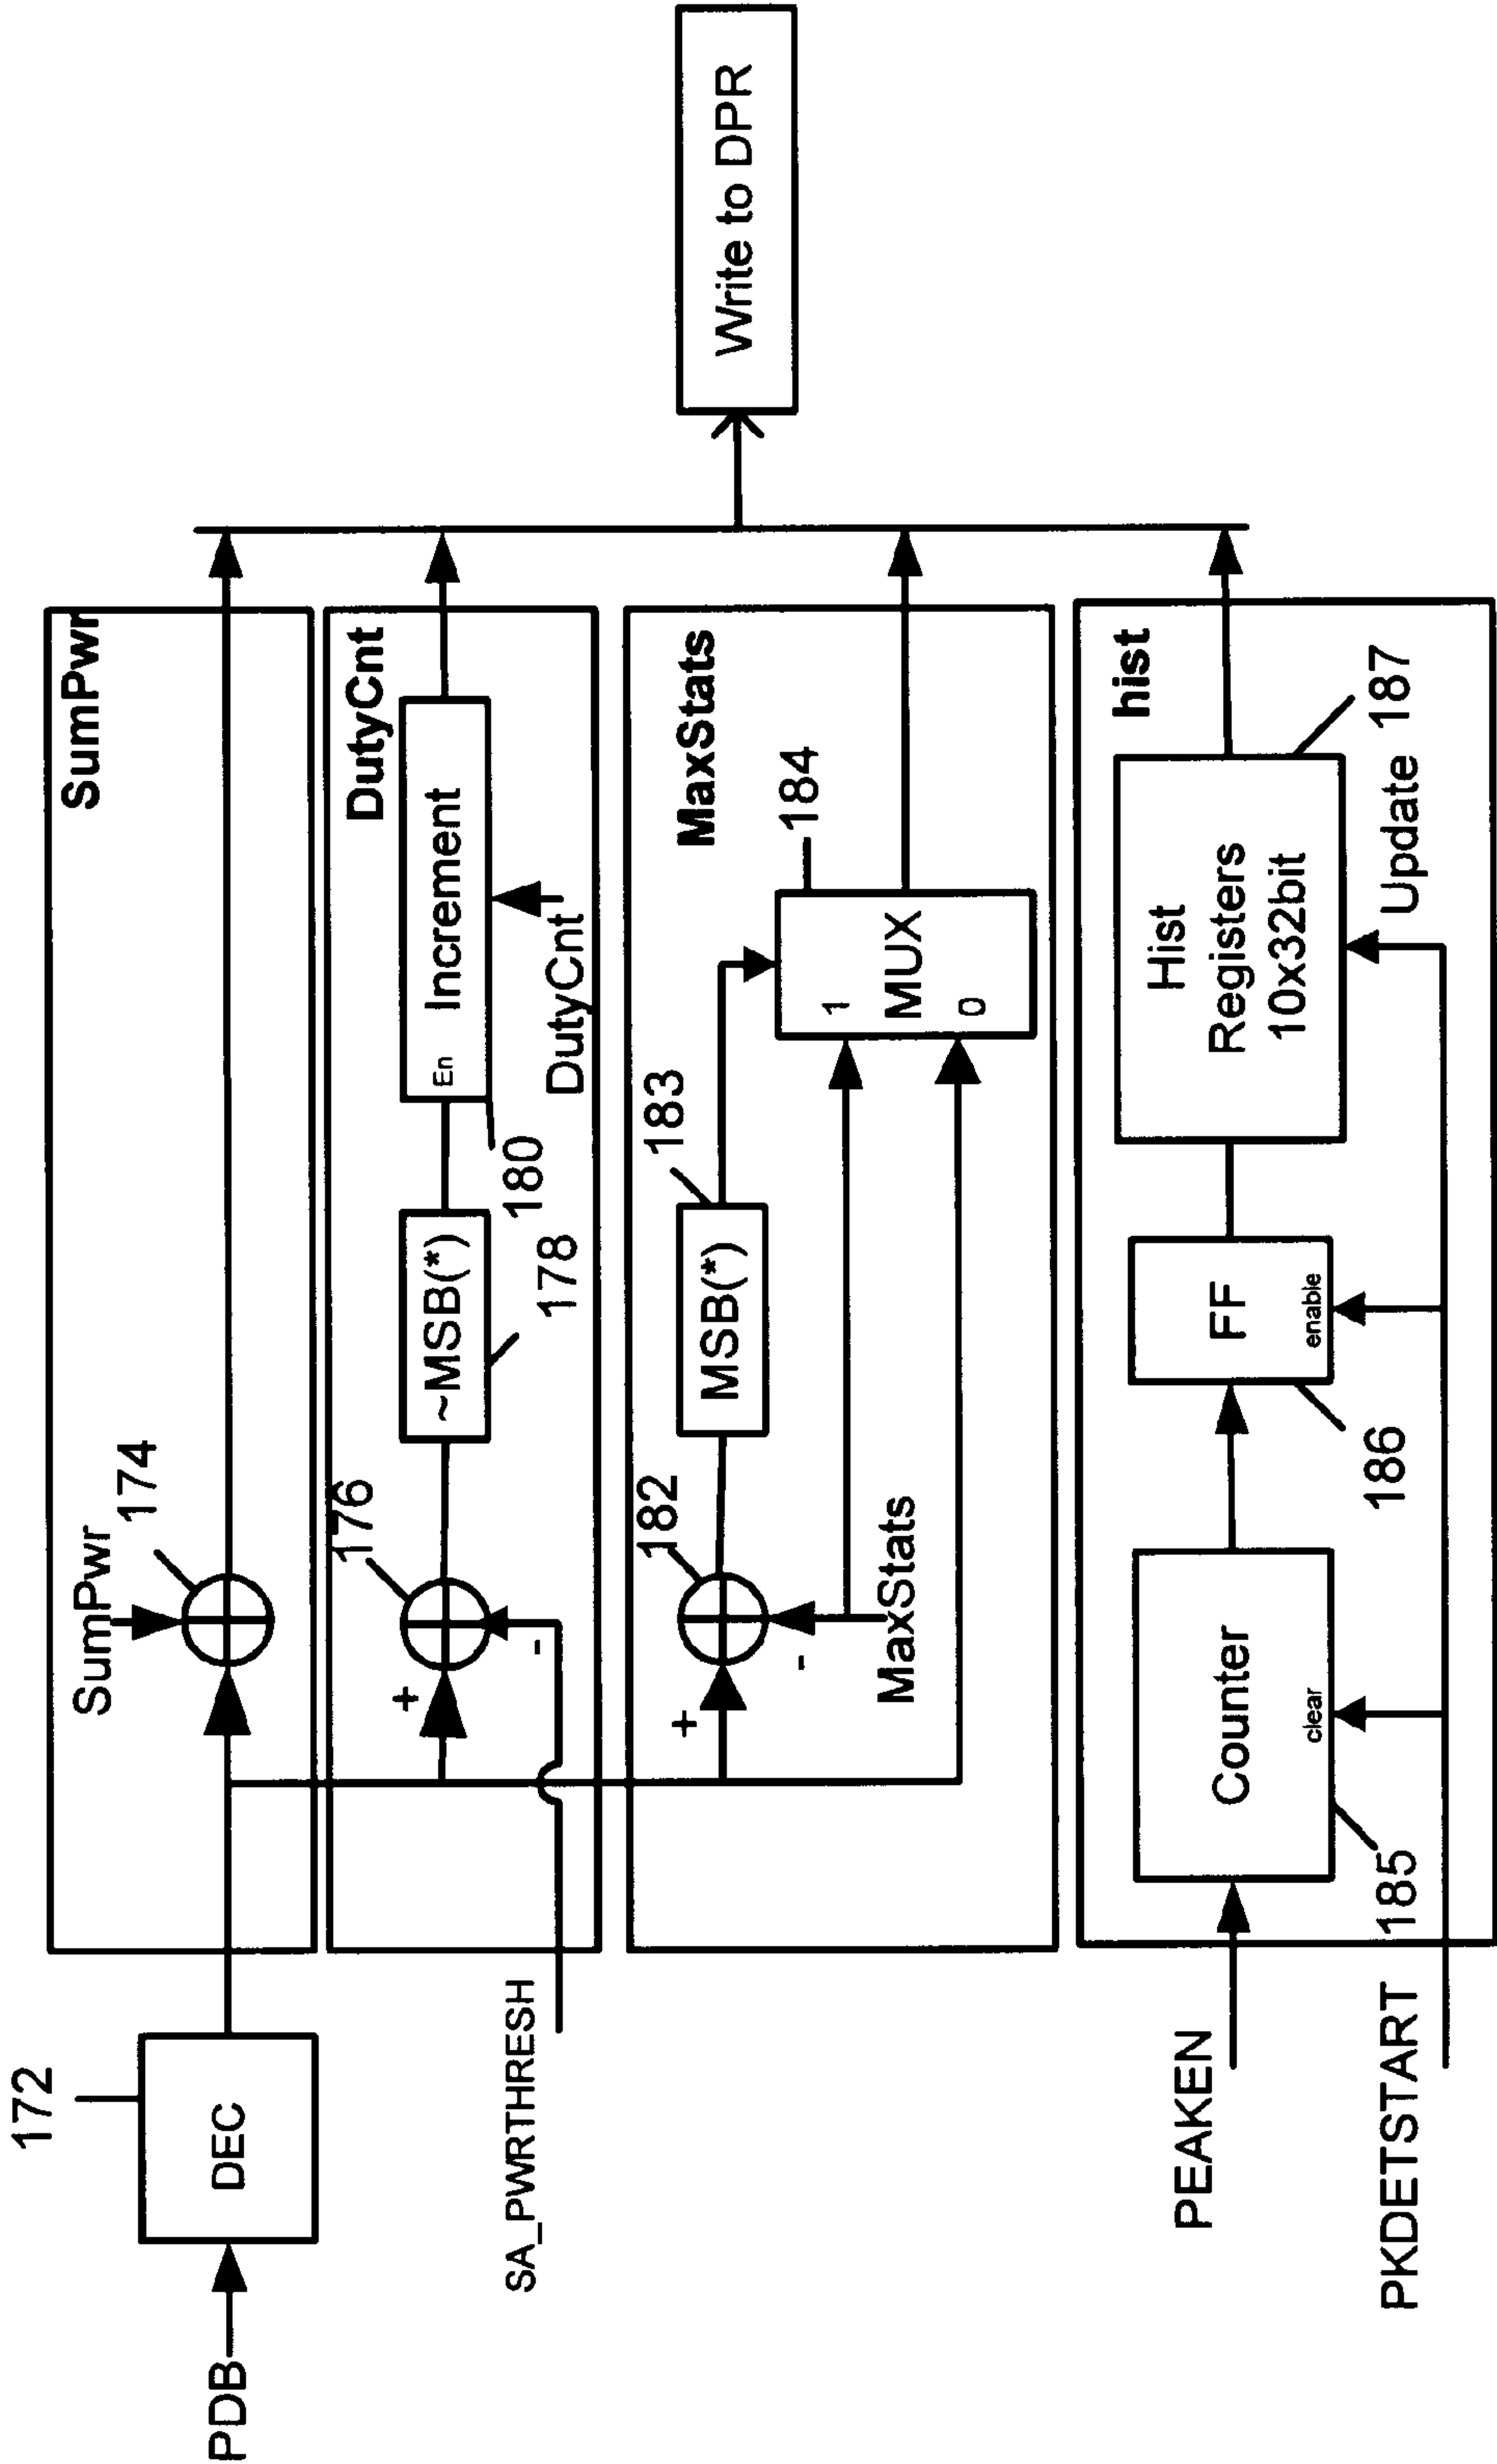 172
PDB
DEC
SumPwr
174
SumPwr
SA_PWRTHRESH
+
-
176
~MSB(*)
178
En
Increment
180
DutyCnt
DutyCnt
+
-
182
MaxStats
MSB(*)
183
1
MUX
0
184
MaxStats
PEAKEN
PKDETSTART
Counter
clear
185
FF
enable
186
Hist
Registers
10x32bit
187
Update
hist
Write to DPR